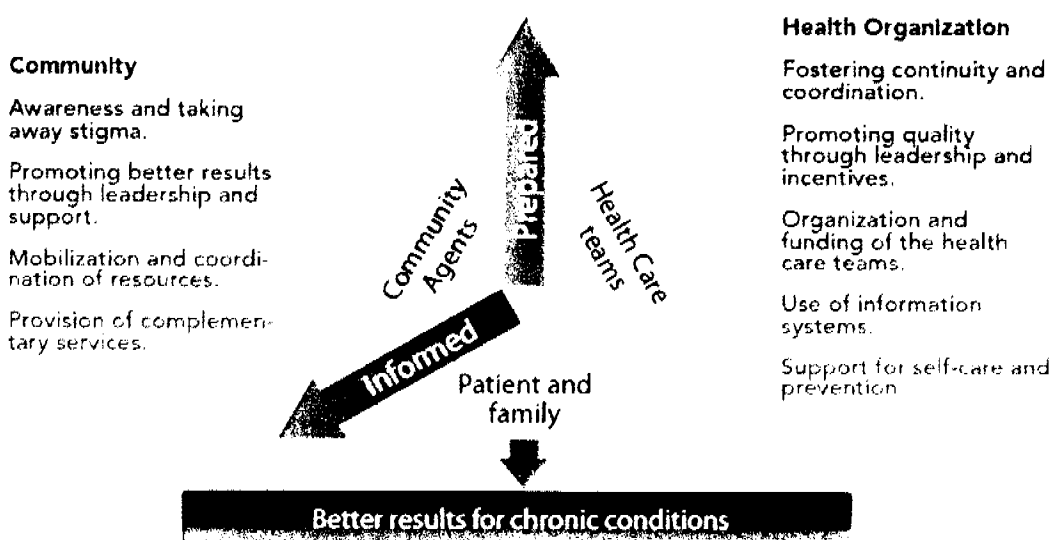 Community
Awareness and taking
away stigma.
Promoting better results
through leadership and
support.
Mobilization and coordi-
nation of resources.
Provision of complemen-
tary services.
Prepared
Community
Agents
Health Care
teams
Informed
Patient and
family
Better results for chronic conditions
Health Organization
Fostering continuity and
coordination.
Promoting quality
through leadership and
incentives.
Organization and
funding of the health
care teams.
Use of information
systems.
Support for self-care and
prevention